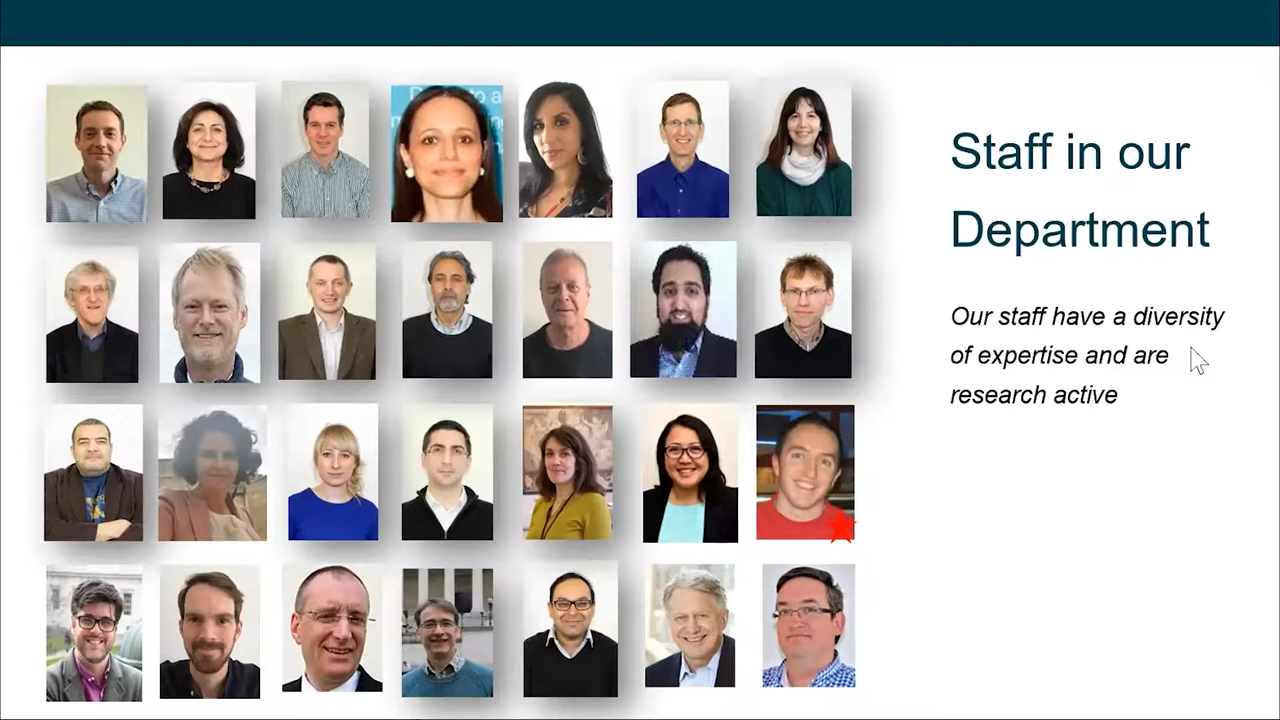 Staff in our
Department
Our staff have a diversity
of expertise and are
research active